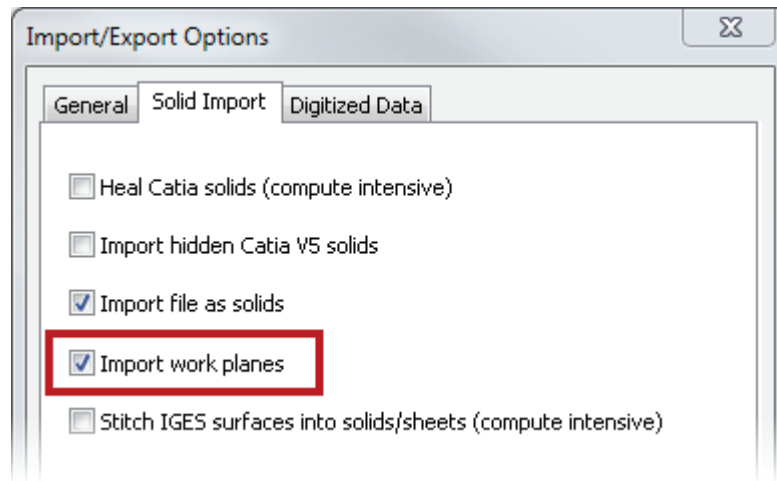 Import/Export Options
General Solid Import Digitized Data
Heal Catia solids (compute intensive)
Import hidden Catia V5 solids
Import file as solids
Import work planes
Stitch IGES surfaces into solids/sheets (compute intensive)